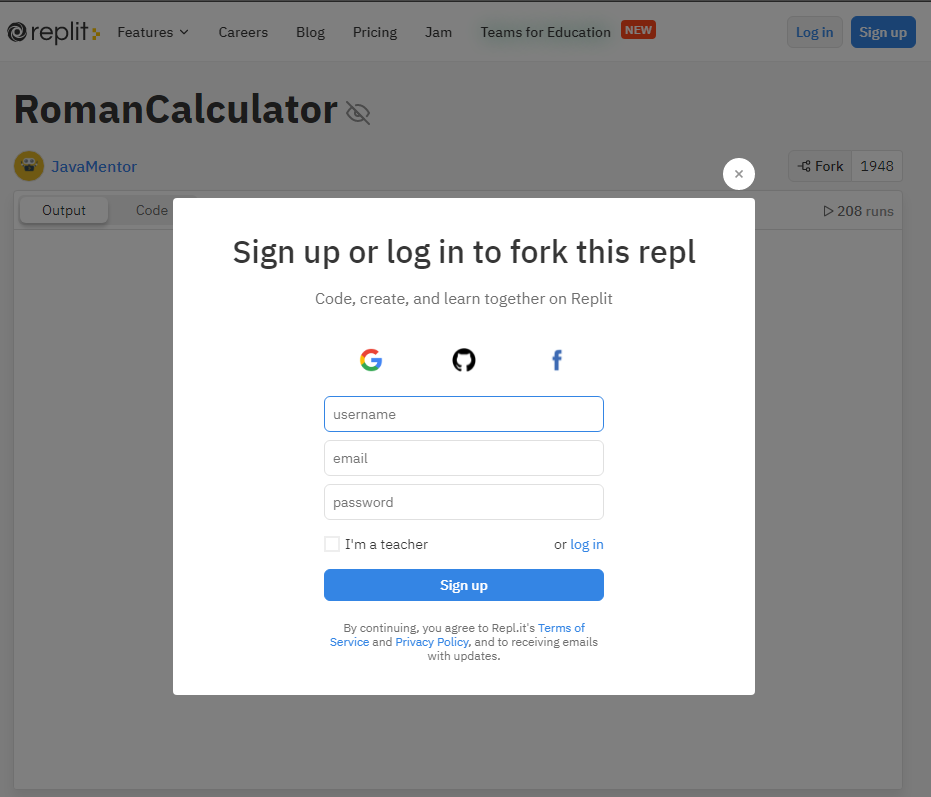 replit Features Careers Blog Pricing Jam Teams for Education NEW Log in Sign up
RomanCalculator
JavaMentor Fork 1948
Output Code 208 runs
×
Sign up or log in to fork this repl
Code, create, and learn together on Replit
username
email
password
I'm a teacher or log in
Sign up
By continuing, you agree to Repl.it's Terms of
Service and Privacy Policy, and to receiving emails
with updates.